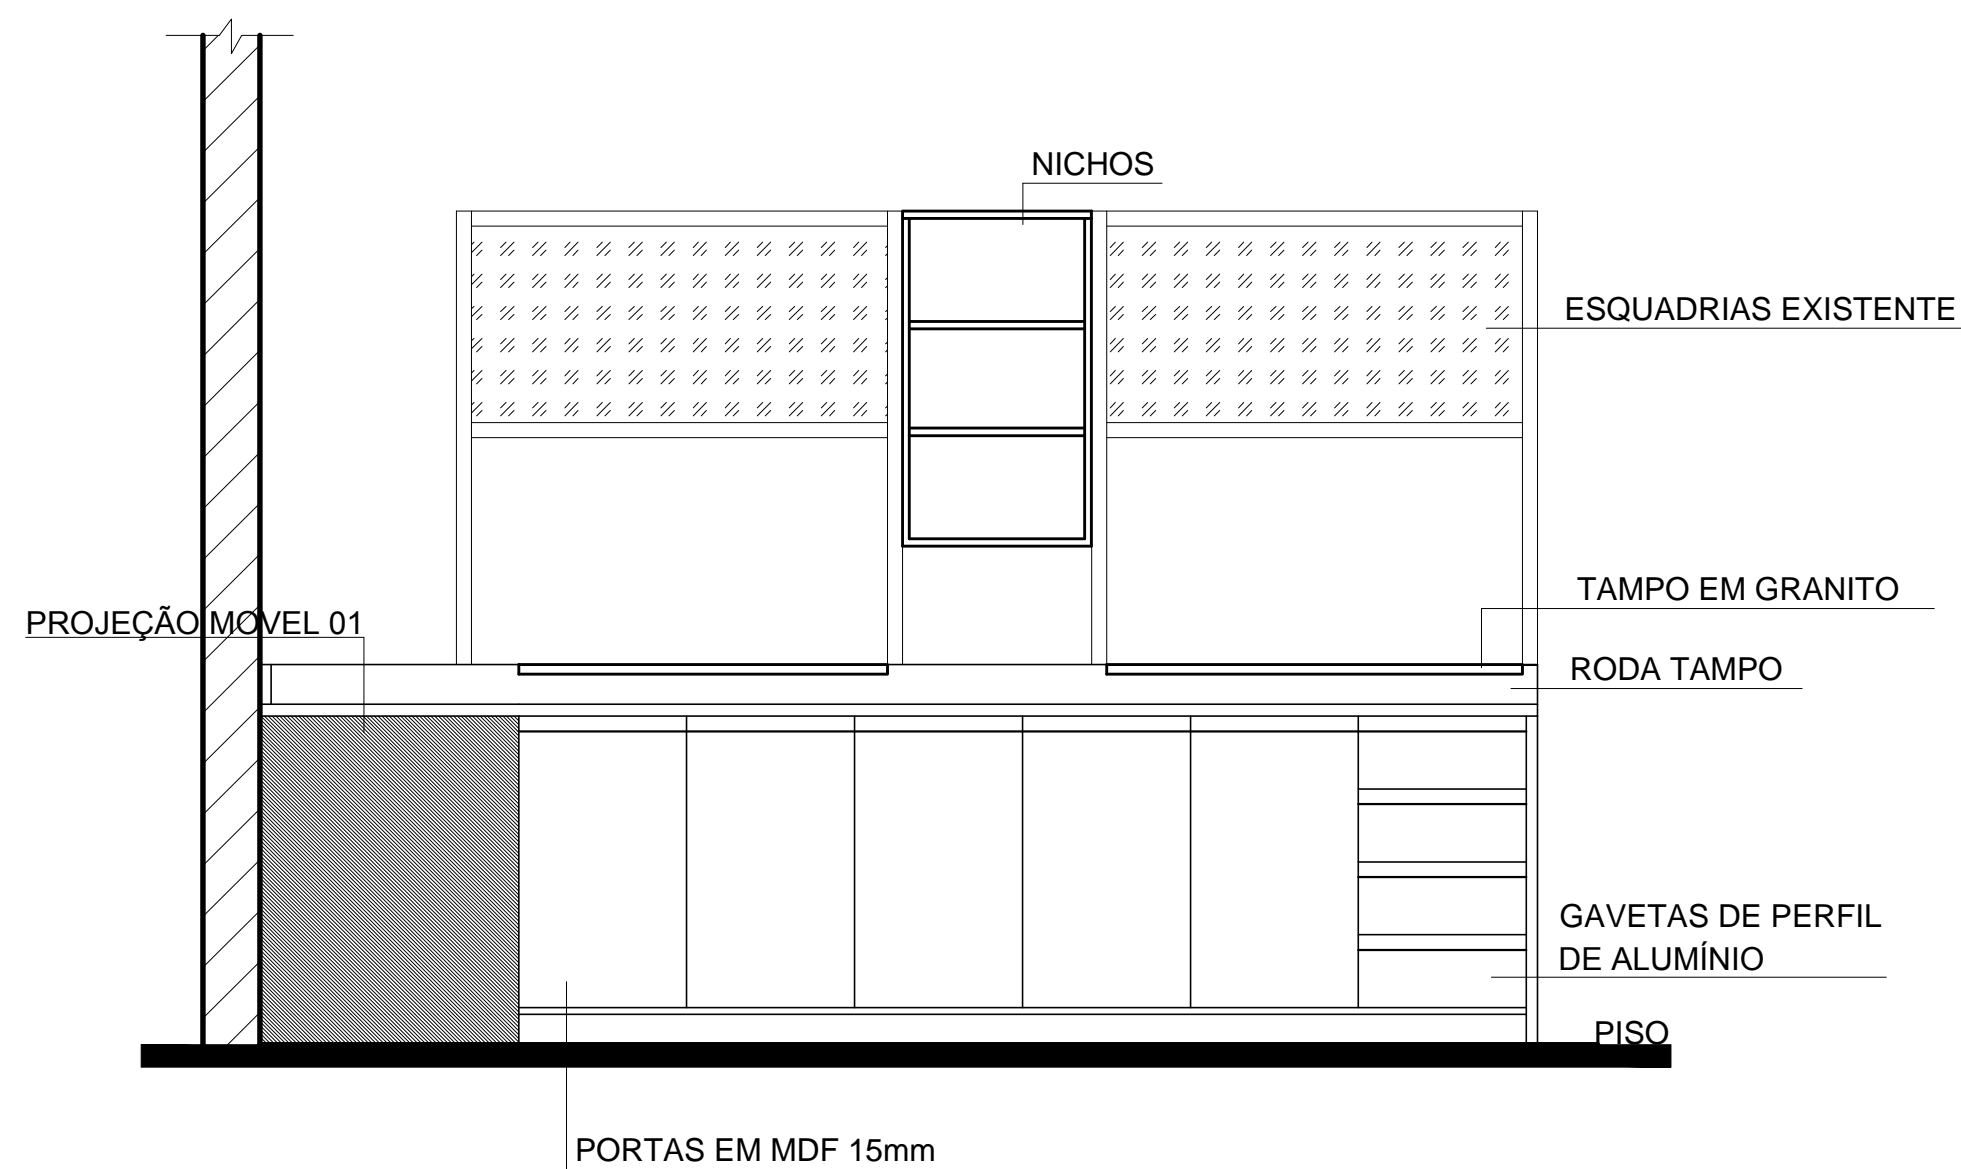 NICHOS
ESQUADRIAS EXISTENTE
TAMPO EM GRANITO
PROJEÇÃO MOVEL 01
RODA TAMPO
GAVETAS DE PERFIL
DE ALUMÍNIO
PISO
PORTAS EM MDF 15mm